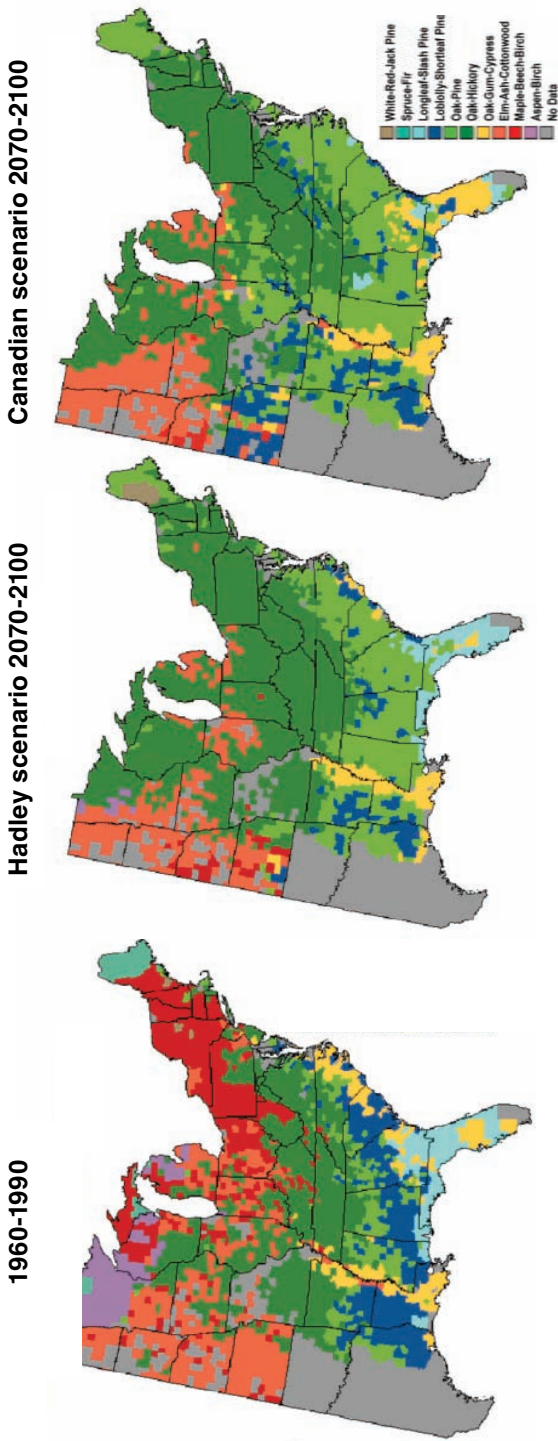 1960-1990
Hadley scenario 2070-2100
Canadian scenario 2070-2100
White-Red-Jack Pine
Spruce-Fir
Longleaf-Slash Pine
Loblolly-Shortleaf Pine
Oak-Pine
Oak-Hickory
Oak-Gum-Cypress
Elm-Ash-Cottonwood
Maple-Beech-Birch
Aspen-Birch
No Data